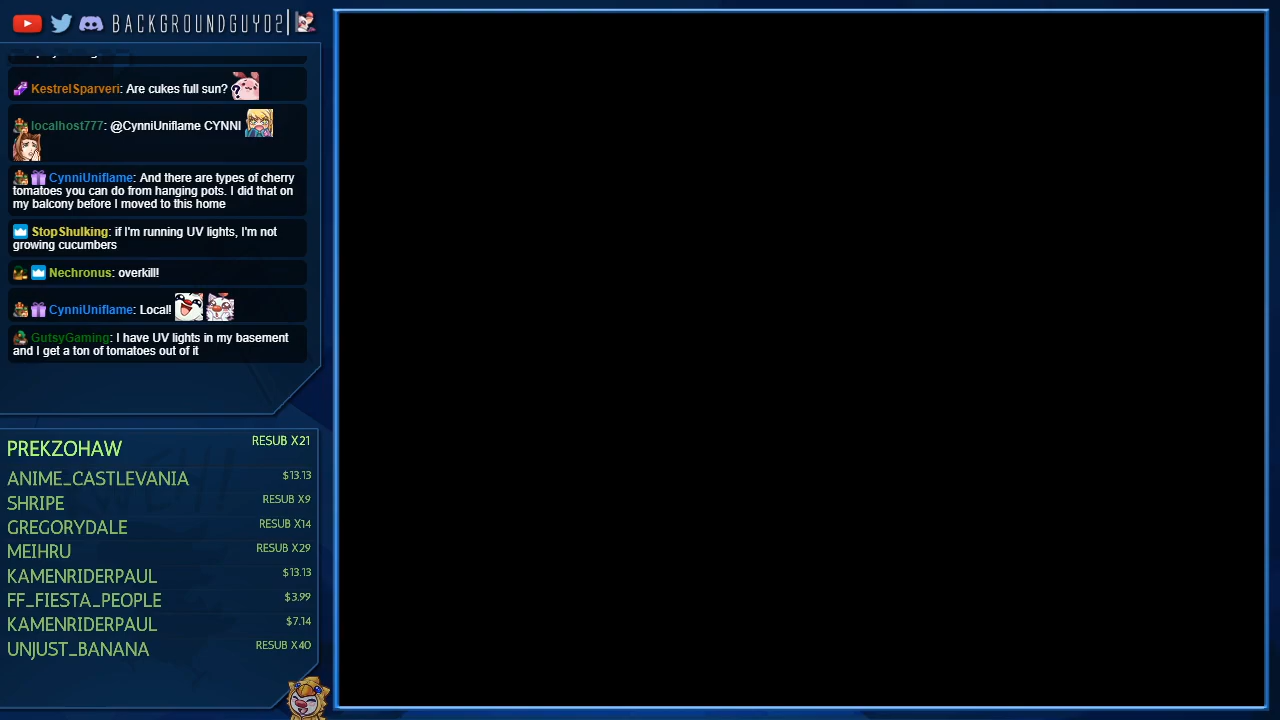 BACKGROUNDGUY02
KestrelSparveri: Are cukes full sun?
localhost777: @CynniUniflame CYNNI
CynniUniflame: And there are types of cherry
tomatoes you can do from hanging pots. I did that on
my balcony before I moved to this home
StopShulking: if I'm running UV lights, I'm not
growing cucumbers
Nechronus: overkill!
CynniUniflame: Local!
GutsyGaming: I have UV lights in my basement
and I get a ton of tomatoes out of it
PREKZOHAW RESUB X21
ANIME_CASTLEVANIA $13.13
SHRIPE RESUB X9
GREGORYDALE RESUB X14
MEIHRU RESUB X29
KAMENRIDERPAUL $13.13
FF_FIESTA_PEOPLE $3.99
KAMENRIDERPAUL $7.14
UNJUST_BANANA RESUB X40